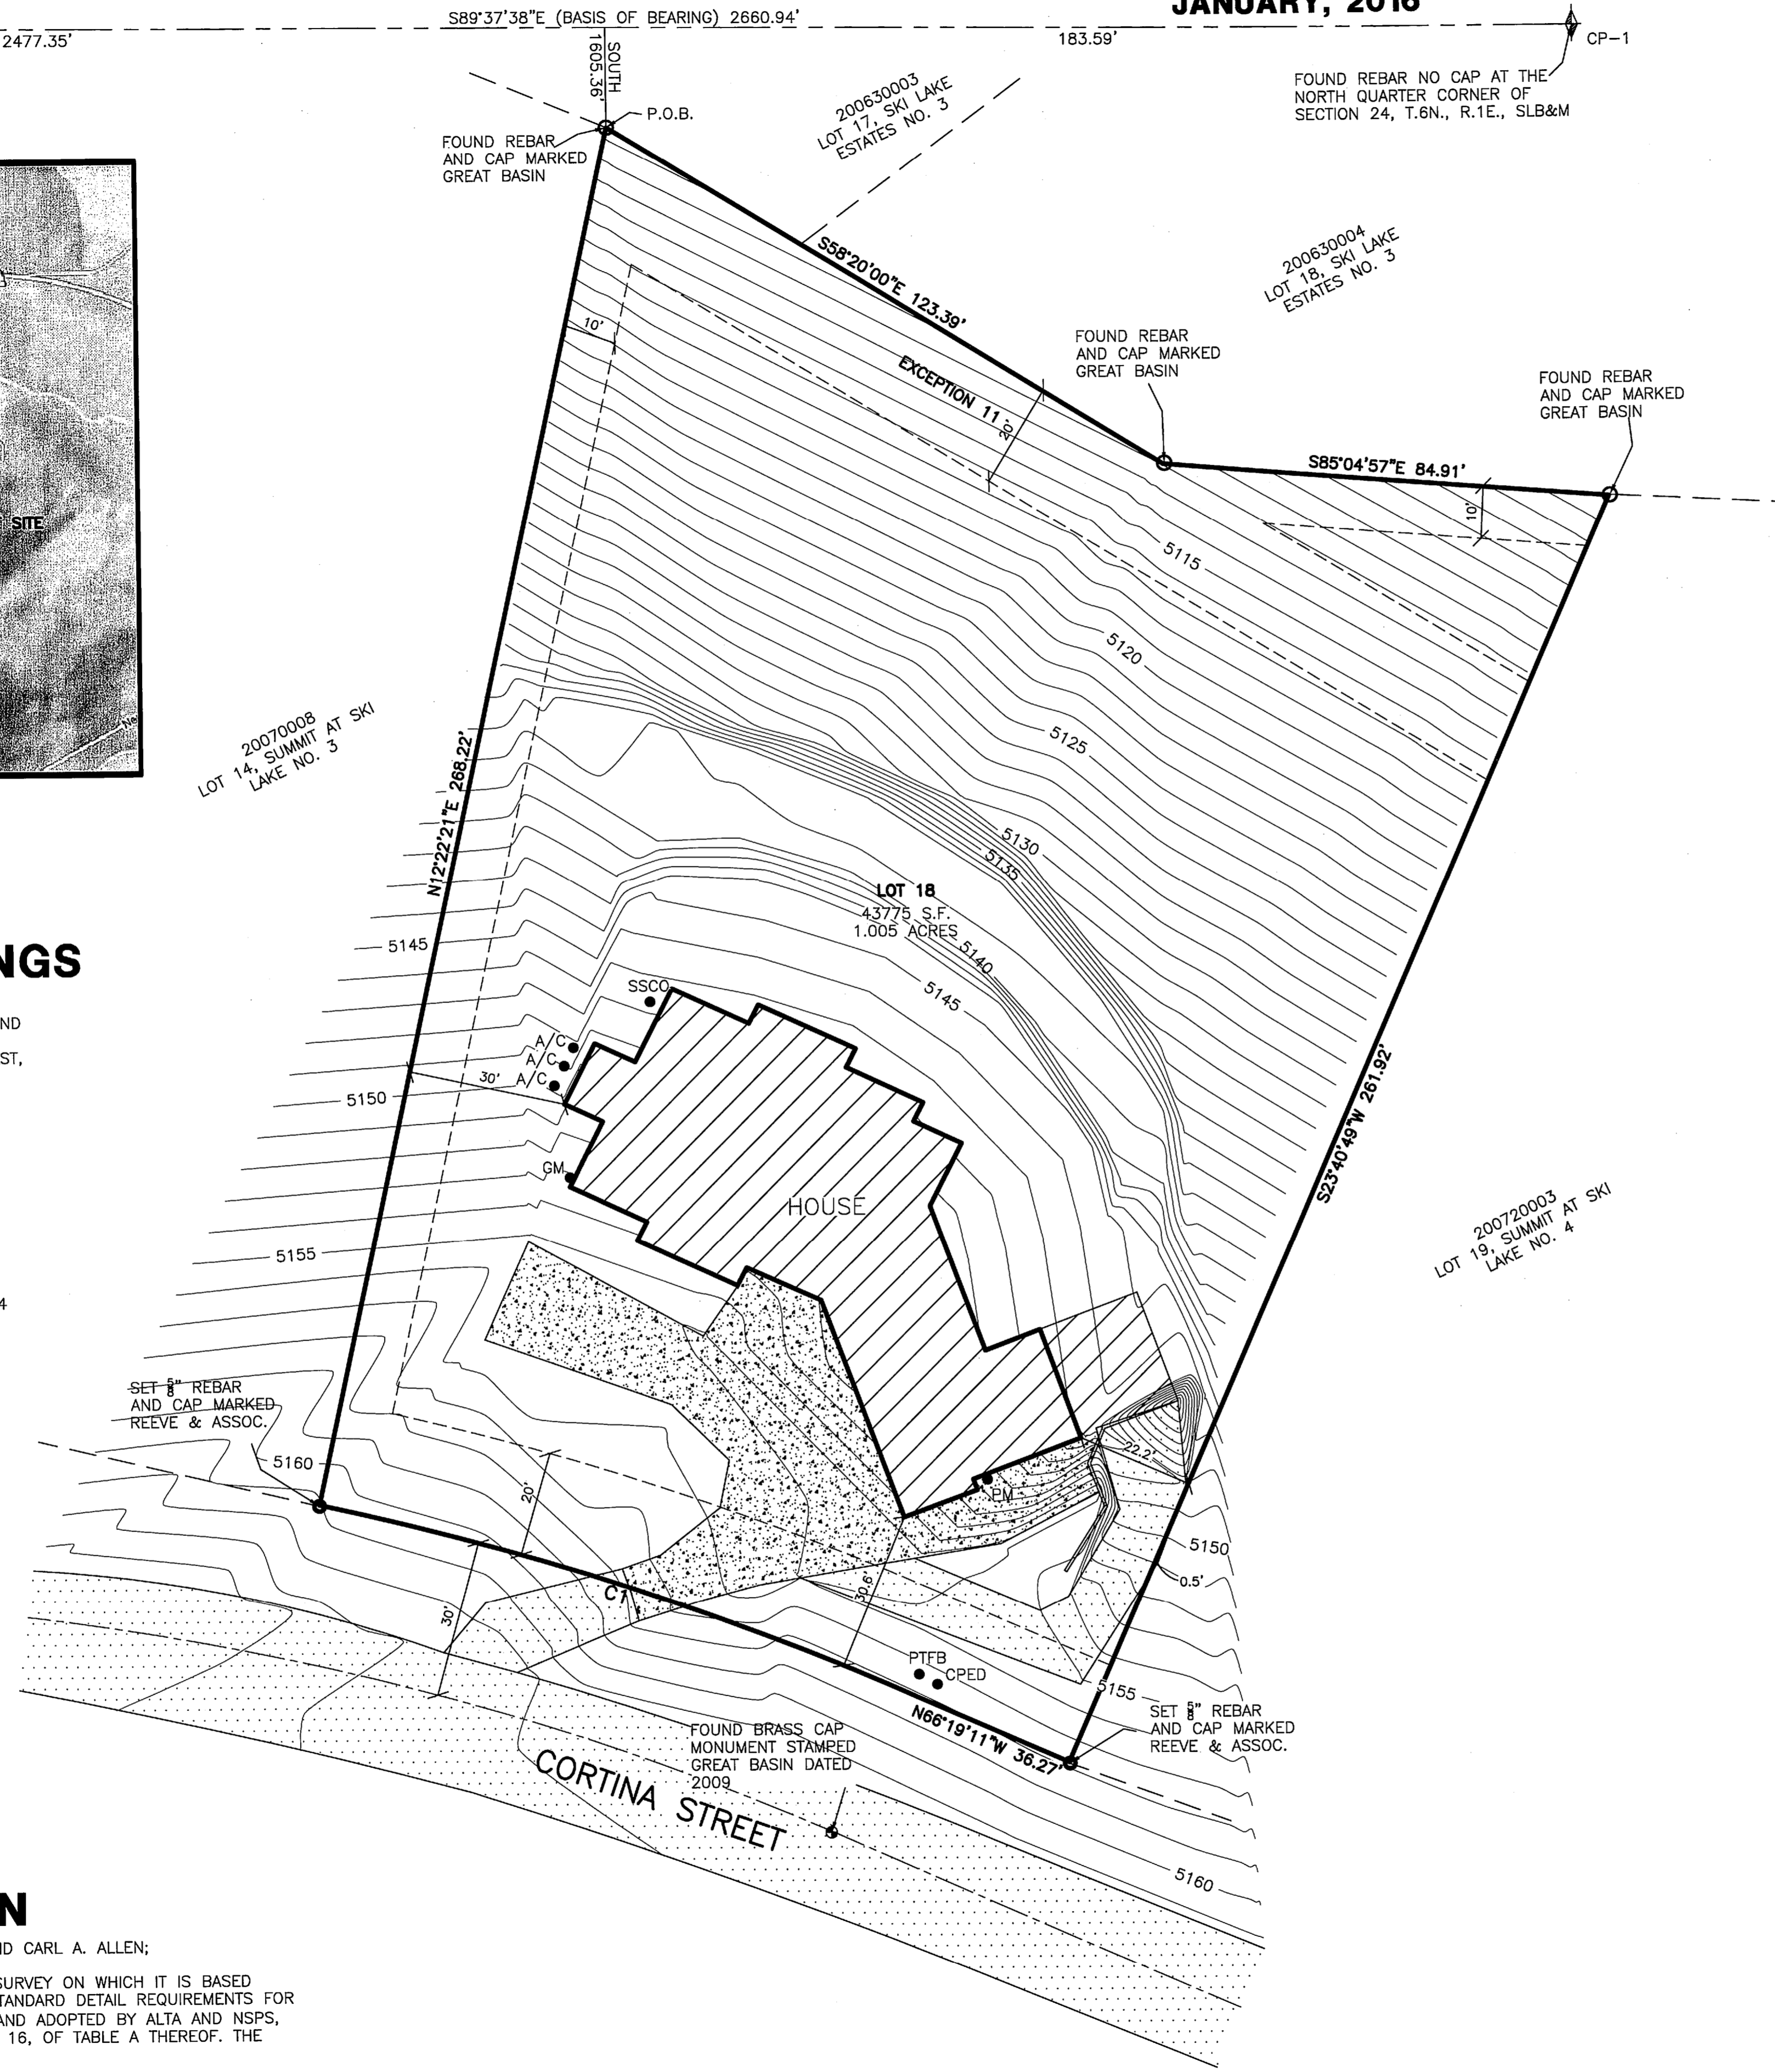 JANUARY, 2016
S89°37'38"E (BASIS OF BEARING) 2660.94'
2477.35'
183.59'
SOUTH
1605.36'
CP-1
FOUND REBAR NO CAP AT THE
NORTH QUARTER CORNER OF
SECTION 24, T.6N., R.1E., SLB&M
P.O.B.
FOUND REBAR
AND CAP MARKED
GREAT BASIN
200630003
LOT 17, SKI LAKE
ESTATES NO. 3
200630004
LOT 18, SKI LAKE
ESTATES NO. 3
S58°20'00"E 123.39'
10'
FOUND REBAR
AND CAP MARKED
GREAT BASIN
FOUND REBAR
AND CAP MARKED
GREAT BASIN
EXCEPTION 11
20'
S85°04'57"E 84.91'
10'
SITE
5115
5120
5125
20070008
LOT 14, SUMMIT AT SKI
LAKE NO. 3
N12°22'21"E 268.22'
5130
5135
LOT 18
43775 S.F.
1.005 ACRES
5140
5145
5145
NGS
ND
ST,
SSCO
A/C
A/C
A/C
30'
5150
S23°40'49"W 261.92'
GM
HOUSE
200720003
LOT 19, SUMMIT AT SKI
LAKE NO. 4
5155
4
SET 5/8" REBAR
AND CAP MARKED
REEVE & ASSOC.
5160
20'
22.2'
PM
5150
0.5'
C1
30'
30.6'
PTFB
CPED
5155
SET 5/8" REBAR
AND CAP MARKED
REEVE & ASSOC.
N66°19'11"W 36.27'
FOUND BRASS CAP
MONUMENT STAMPED
GREAT BASIN DATED
2009
CORTINA STREET
5160
N
ID CARL A. ALLEN;
SURVEY ON WHICH IT IS BASED
TANDARD DETAIL REQUIREMENTS FOR
AND ADOPTED BY ALTA AND NSPS,
16, OF TABLE A THEREOF. THE